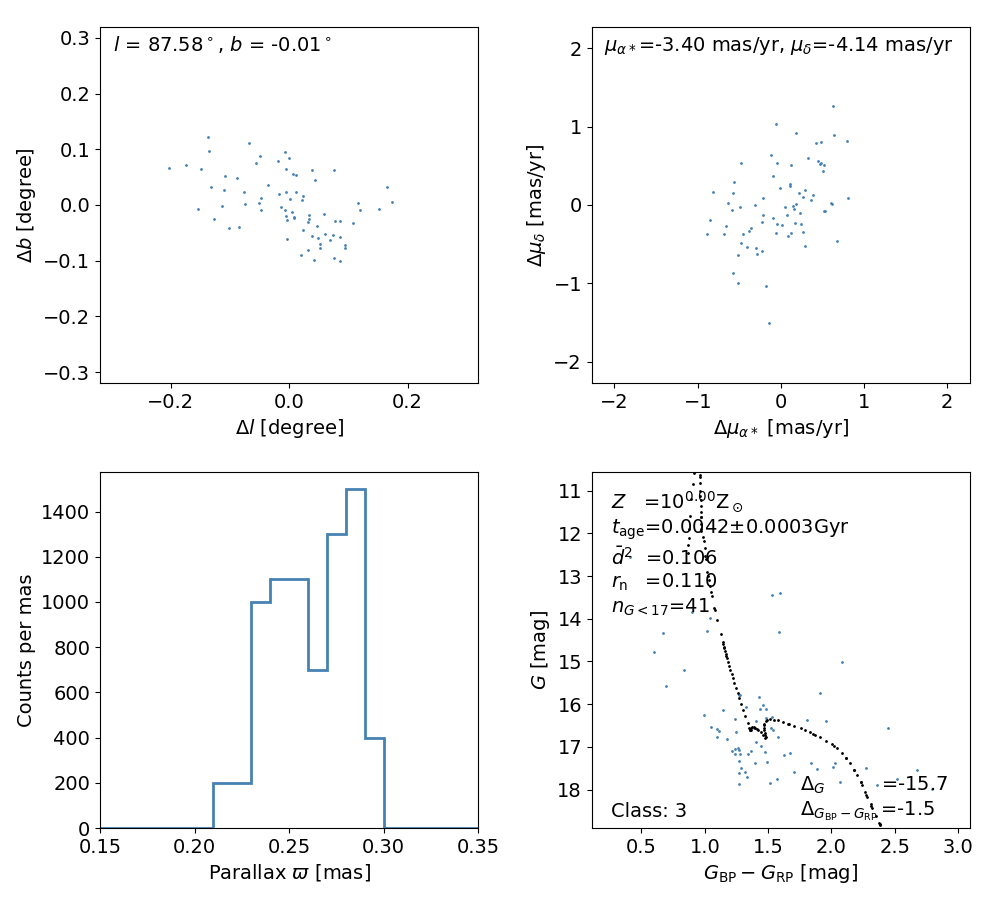 l = 87.58°, b = -0.01°
0.3
0.2
0.1
0.0
−0.1
−0.2
−0.3
−0.2
0.0
0.2
Δb [degree]
Δl [degree]
μα*=-3.40 mas/yr, μδ=-4.14 mas/yr
2
1
0
−1
−2
−2
−1
0
1
2
Δμδ [mas/yr]
Δμα* [mas/yr]
1400
1200
1000
800
600
400
200
0
0.15
0.20
0.25
0.30
0.35
Counts per mas
Parallax ϖ [mas]
Z =10^0.00 Z⊙
t_age=0.0042±0.0003Gyr
d̄² =0.106
r_n =0.110
n_G<17=41
Class: 3
Δ_G =-15.7
Δ_G_BP−G_RP =-1.5
11
12
13
14
15
16
17
18
0.5
1.0
1.5
2.0
2.5
3.0
G [mag]
G_BP − G_RP [mag]